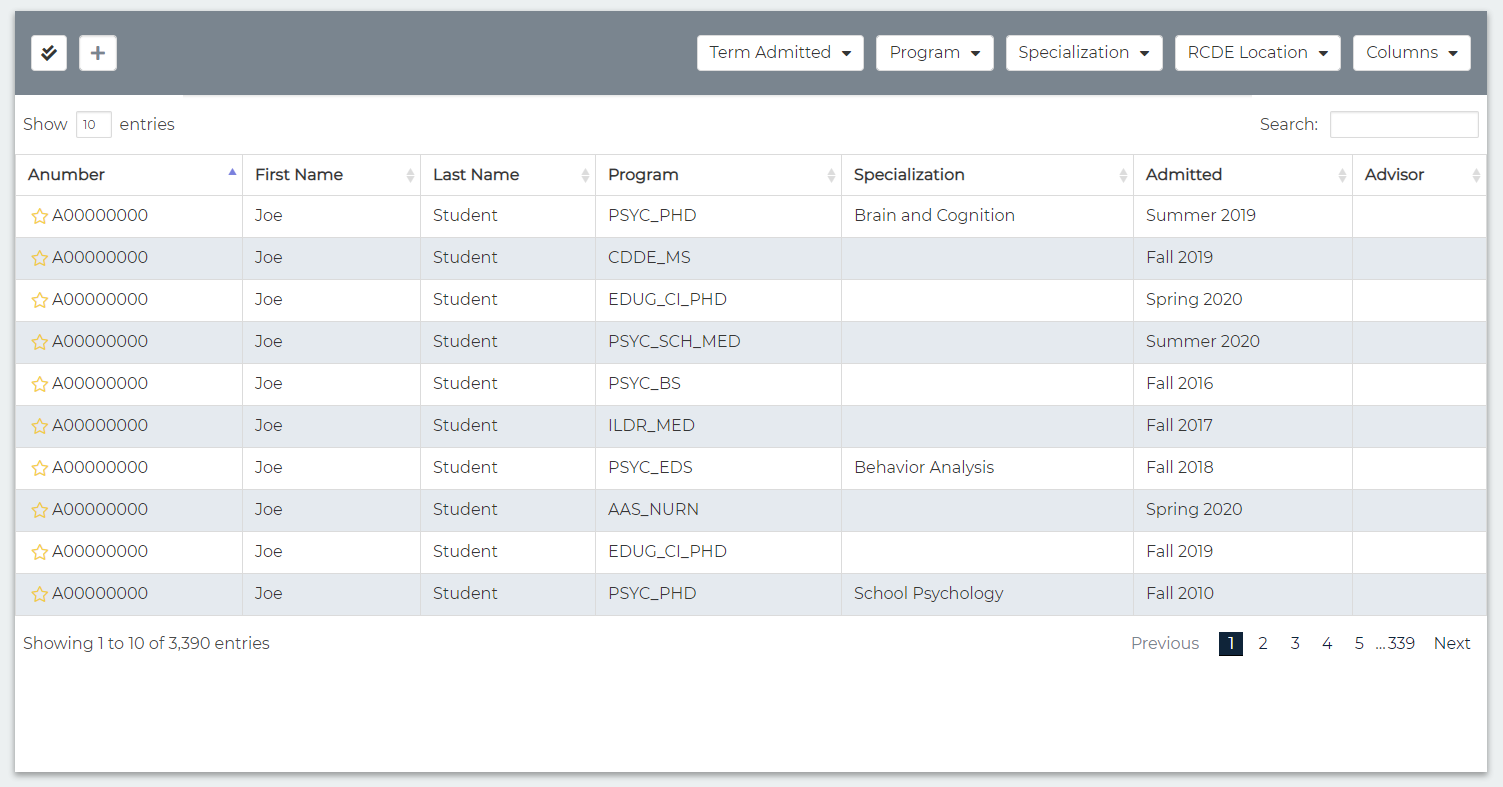 Term Admitted Program Specialization RCDE Location Columns
Show 10 entries Search:
Anumber First Name Last Name Program Specialization Admitted Advisor
A00000000 Joe Student PSYC_PHD Brain and Cognition Summer 2019
A00000000 Joe Student CDDE_MS Fall 2019
A00000000 Joe Student EDUG_CI_PHD Spring 2020
A00000000 Joe Student PSYC_SCH_MED Summer 2020
A00000000 Joe Student PSYC_BS Fall 2016
A00000000 Joe Student ILDR_MED Fall 2017
A00000000 Joe Student PSYC_EDS Behavior Analysis Fall 2018
A00000000 Joe Student AAS_NURN Spring 2020
A00000000 Joe Student EDUG_CI_PHD Fall 2019
A00000000 Joe Student PSYC_PHD School Psychology Fall 2010
Showing 1 to 10 of 3,390 entries Previous 1 2 3 4 5 ...339 Next